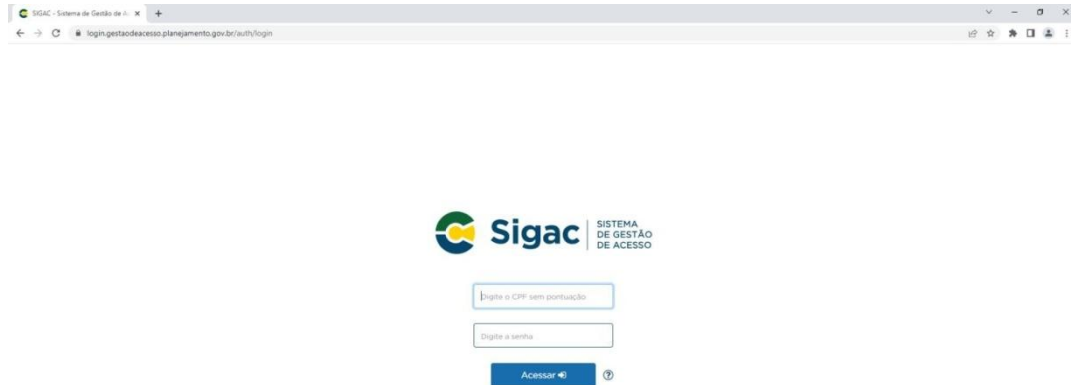 SIGAC - Sistema de Gestão de A
login.gestaodeacesso.planejamento.gov.br/auth/login
Sigac
SISTEMA
DE GESTÃO
DE ACESSO
Digite o CPF sem pontuação
Digite a senha
Acessar